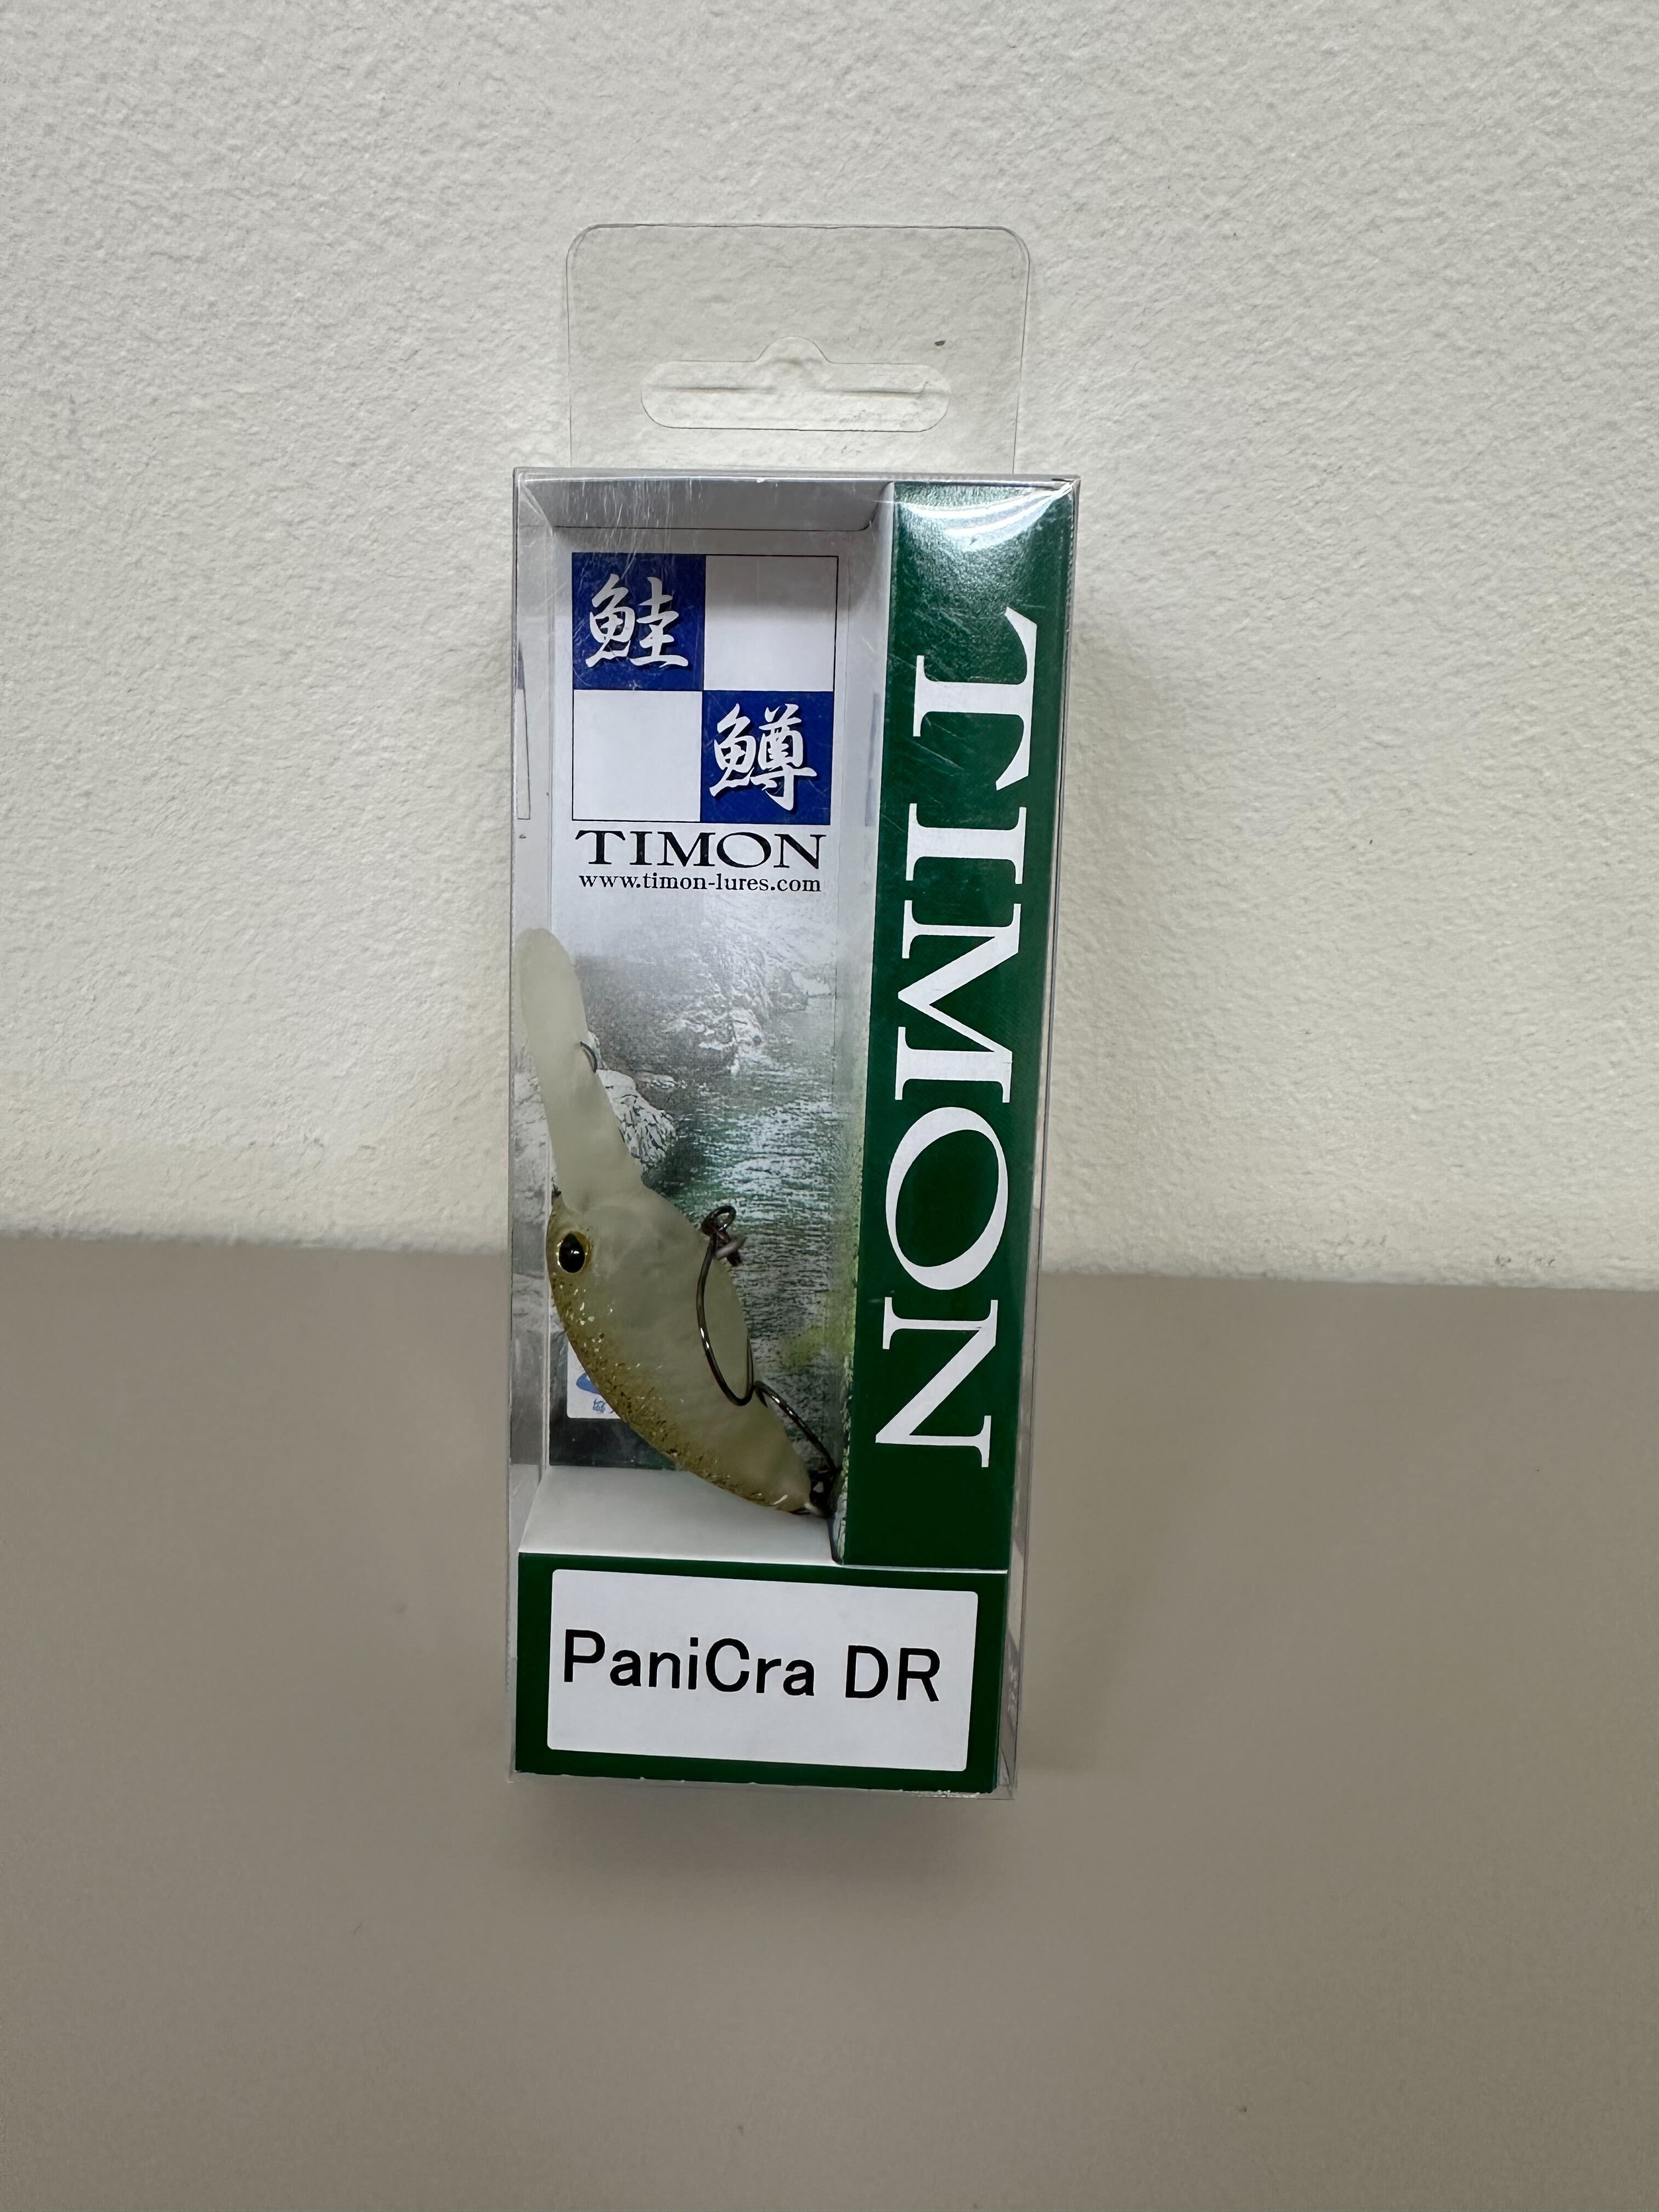 鮭
鱒
TIMON
www.timon-lures.com
TIMON
PaniCra DR